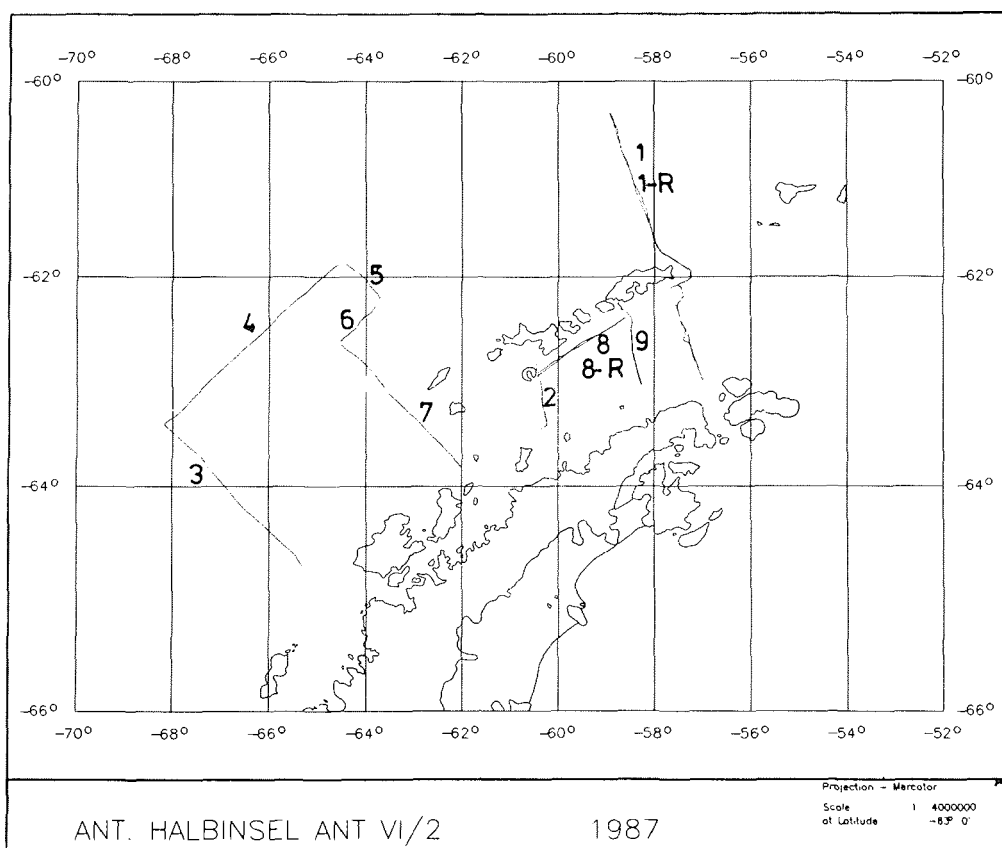 -70° -68° -66° -64° -62° -60° -58° -56° -54° -52°
-60° -60°
1
1-R
-62° -62°
5
4 6
8 9
8-R
7 2
3
-64° -64°
-66° -66°
-70° -68° -66° -64° -62° -60° -58° -56° -54° -52°
Projection - Mercator
Scale 1 4000000
at Latitude -63° 0'
ANT. HALBINSEL ANT VI/2 1987